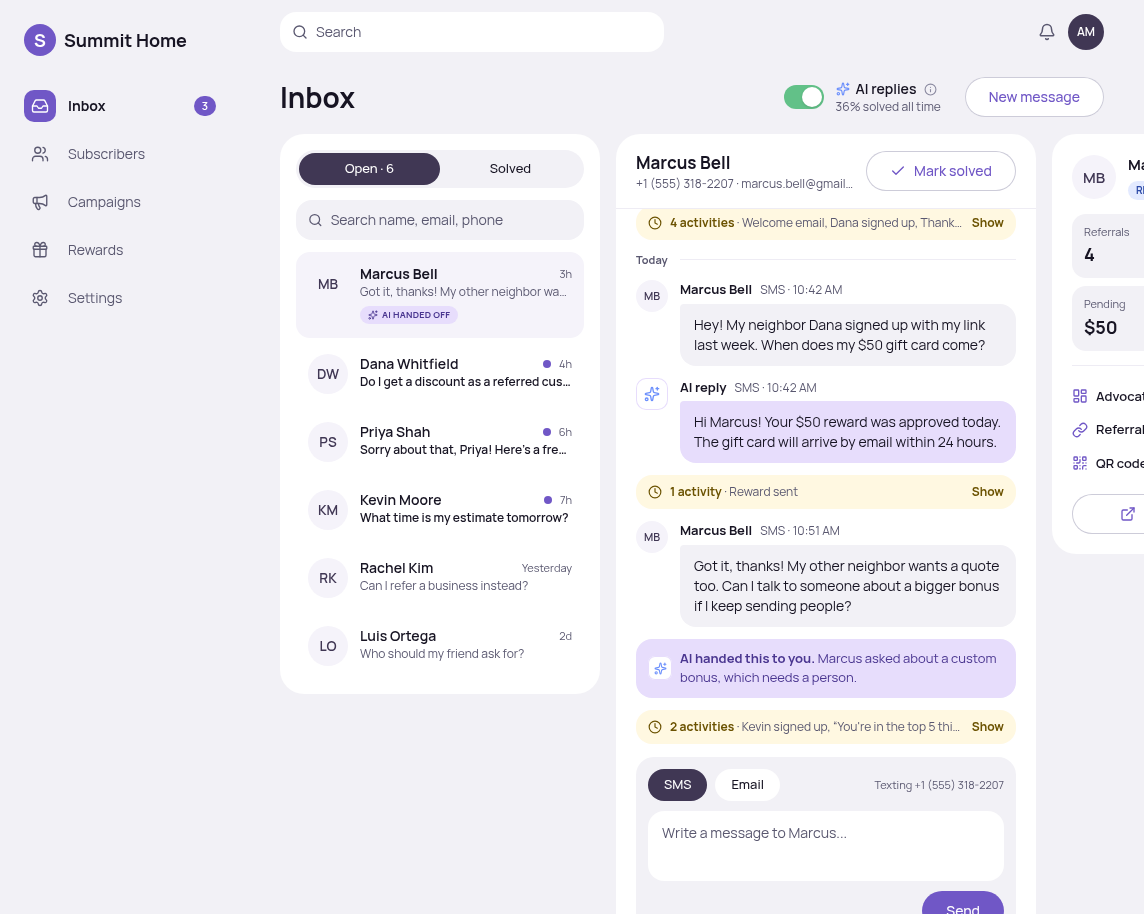 S Summit Home
Search
AM
Inbox 3
Subscribers
Campaigns
Rewards
Settings
Inbox
AI replies
36% solved all time
New message
Open · 6
Solved
Search name, email, phone
MB
Marcus Bell 3h
Got it, thanks! My other neighbor wa...
AI HANDED OFF
DW
Dana Whitfield 4h
Do I get a discount as a referred cus...
PS
Priya Shah 6h
Sorry about that, Priya! Here's a fre...
KM
Kevin Moore 7h
What time is my estimate tomorrow?
RK
Rachel Kim Yesterday
Can I refer a business instead?
LO
Luis Ortega 2d
Who should my friend ask for?
Marcus Bell
+1 (555) 318-2207 · marcus.bell@gmail...
Mark solved
4 activities · Welcome email, Dana signed up, Thank... Show
Today
MB
Marcus Bell SMS · 10:42 AM
Hey! My neighbor Dana signed up with my link
last week. When does my $50 gift card come?
AI reply SMS · 10:42 AM
Hi Marcus! Your $50 reward was approved today.
The gift card will arrive by email within 24 hours.
1 activity · Reward sent Show
MB
Marcus Bell SMS · 10:51 AM
Got it, thanks! My other neighbor wants a quote
too. Can I talk to someone about a bigger bonus
if I keep sending people?
AI handed this to you. Marcus asked about a custom
bonus, which needs a person.
2 activities · Kevin signed up, “You're in the top 5 thi... Show
SMS
Email
Texting +1 (555) 318-2207
Write a message to Marcus...
Send
MB
Referrals
4
Pending
$50
QR code